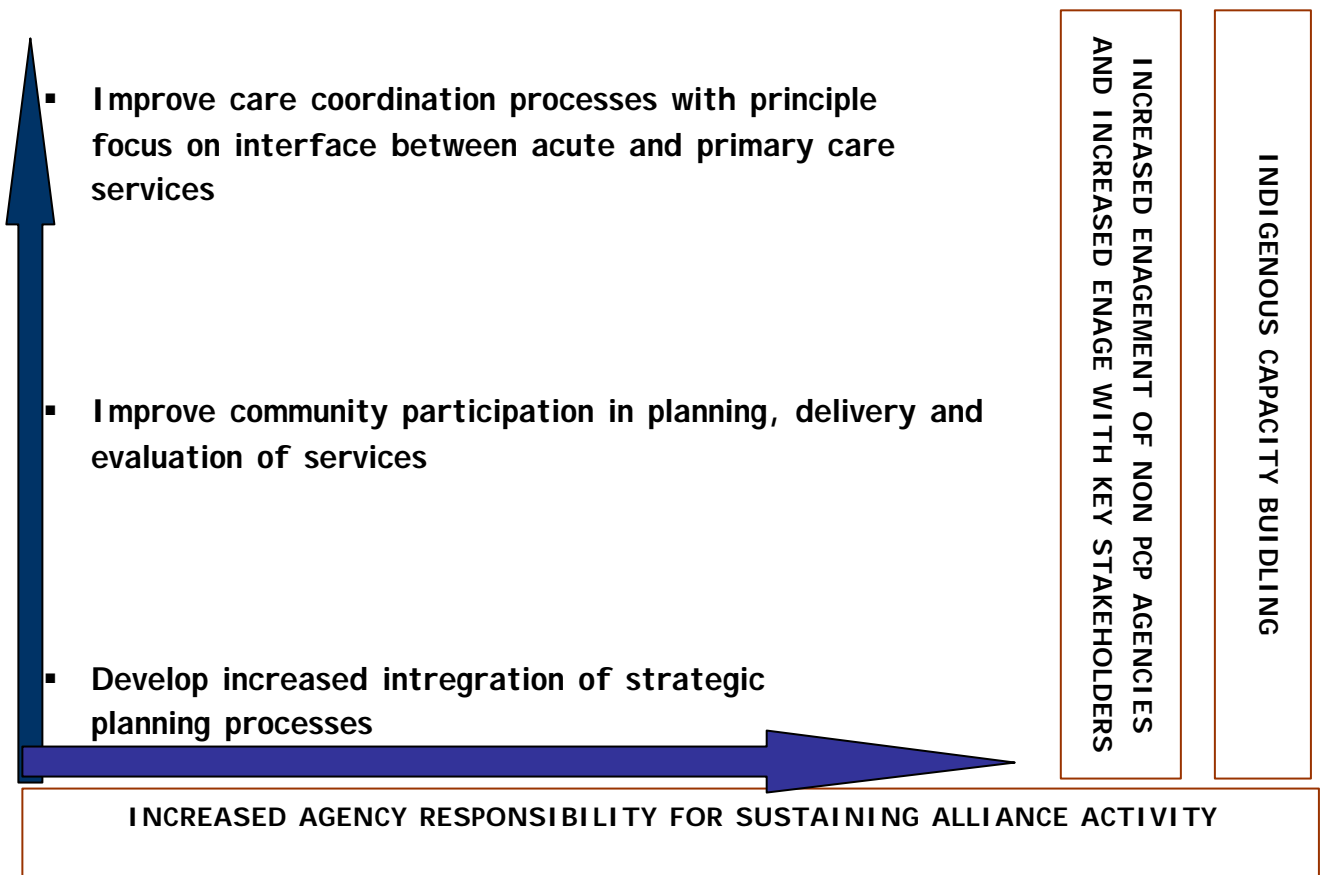 ▪ Improve care coordination processes with principle
focus on interface between acute and primary care
services
▪ Improve community participation in planning, delivery and
evaluation of services
▪ Develop increased intregration of strategic
planning processes
INCREASED ENAGEMENT OF NON PCP AGENCIES
AND INCREASED ENAGE WITH KEY STAKEHOLDERS
INDIGENOUS CAPACITY BUIDLING
INCREASED AGENCY RESPONSIBILITY FOR SUSTAINING ALLIANCE ACTIVITY